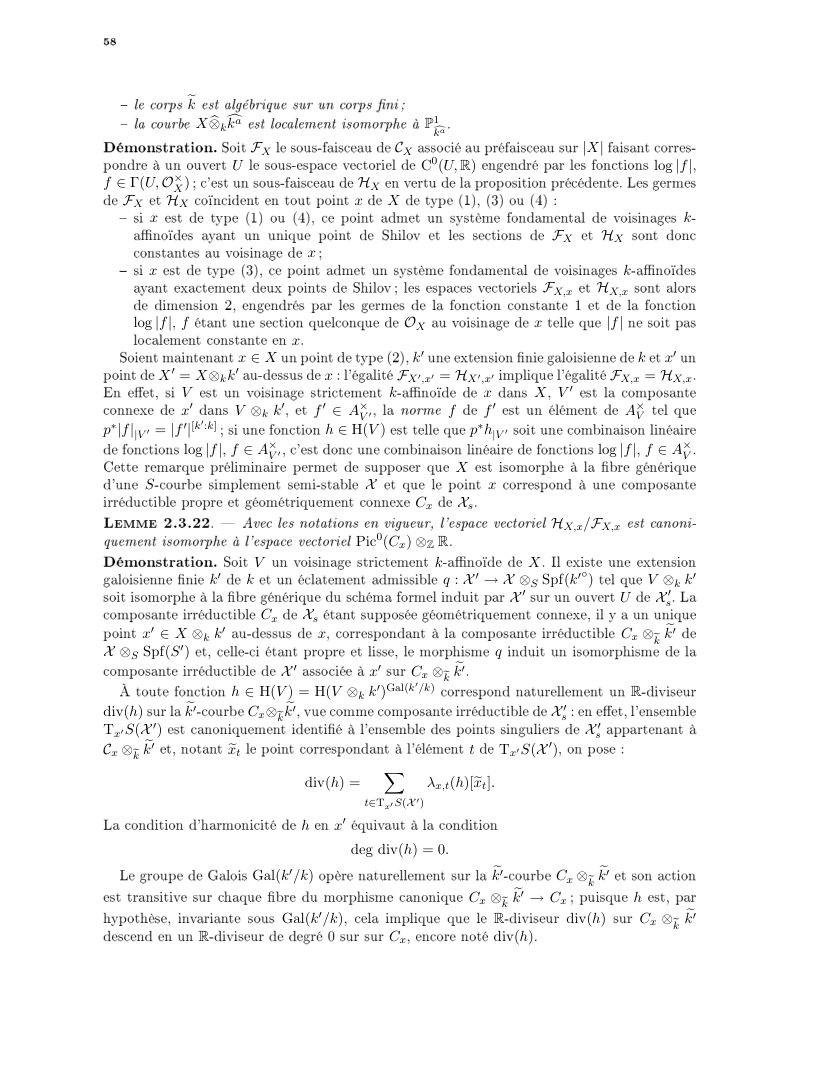 58
– le corps k̃ est algébrique sur un corps fini ;
– la courbe X⊗̂ₖk̂ᵃ est localement isomorphe à ℙ¹_k̂ᵃ.
Démonstration. Soit ℱ_X le sous-faisceau de 𝒞_X associé au préfaisceau sur |X| faisant corres-
pondre à un ouvert U le sous-espace vectoriel de C⁰(U, ℝ) engendré par les fonctions log |f|,
f ∈ Γ(U, 𝒪_X^×) ; c'est un sous-faisceau de ℋ_X en vertu de la proposition précédente. Les germes
de ℱ_X et ℋ_X coïncident en tout point x de X de type (1), (3) ou (4) :
– si x est de type (1) ou (4), ce point admet un système fondamental de voisinages k-
affinoïdes ayant un unique point de Shilov et les sections de ℱ_X et ℋ_X sont donc
constantes au voisinage de x ;
– si x est de type (3), ce point admet un système fondamental de voisinages k-affinoïdes
ayant exactement deux points de Shilov ; les espaces vectoriels ℱ_{X,x} et ℋ_{X,x} sont alors
de dimension 2, engendrés par les germes de la fonction constante 1 et de la fonction
log |f|, f étant une section quelconque de 𝒪_X au voisinage de x telle que |f| ne soit pas
localement constante en x.
Soient maintenant x ∈ X un point de type (2), k′ une extension finie galoisienne de k et x′ un
point de X′ = X⊗ₖk′ au-dessus de x : l'égalité ℱ_{X′,x′} = ℋ_{X′,x′} implique l'égalité ℱ_{X,x} = ℋ_{X,x}.
En effet, si V est un voisinage strictement k-affinoïde de x dans X, V′ est la composante
connexe de x′ dans V ⊗ₖ k′, et f′ ∈ A_{V′}^×, la norme f de f′ est un élément de A_V^× tel que
p*|f|_{|V′} = |f′|^{[k′:k]} ; si une fonction h ∈ H(V) est telle que p*h_{|V′} soit une combinaison linéaire
de fonctions log |f|, f ∈ A_{V′}^×, c'est donc une combinaison linéaire de fonctions log |f|, f ∈ A_V^×.
Cette remarque préliminaire permet de supposer que X est isomorphe à la fibre générique
d'une S-courbe simplement semi-stable 𝒳 et que le point x correspond à une composante
irréductible propre et géométriquement connexe C_x de 𝒳_s.
Lemme 2.3.22. — Avec les notations en vigueur, l'espace vectoriel ℋ_{X,x}/ℱ_{X,x} est canoni-
quement isomorphe à l'espace vectoriel Pic⁰(C_x) ⊗_ℤ ℝ.
Démonstration. Soit V un voisinage strictement k-affinoïde de X. Il existe une extension
galoisienne finie k′ de k et un éclatement admissible q : 𝒳′ → 𝒳 ⊗_S Spf(k′°) tel que V ⊗ₖ k′
soit isomorphe à la fibre générique du schéma formel induit par 𝒳′ sur un ouvert U de 𝒳′_s. La
composante irréductible C_x de 𝒳_s étant supposée géométriquement connexe, il y a un unique
point x′ ∈ X ⊗ₖ k′ au-dessus de x, correspondant à la composante irréductible C_x ⊗_k̃ k̃′ de
𝒳 ⊗_S Spf(S′) et, celle-ci étant propre et lisse, le morphisme q induit un isomorphisme de la
composante irréductible de 𝒳′ associée à x′ sur C_x ⊗_k̃ k̃′.
À toute fonction h ∈ H(V) = H(V ⊗ₖ k′)^{Gal(k′/k)} correspond naturellement un ℝ-diviseur
div(h) sur la k̃′-courbe C_x⊗_k̃k̃′, vue comme composante irréductible de 𝒳′_s : en effet, l'ensemble
T_{x′}S(𝒳′) est canoniquement identifié à l'ensemble des points singuliers de 𝒳′_s appartenant à
𝒞_x ⊗_k̃ k̃′ et, notant x̃_t le point correspondant à l'élément t de T_{x′}S(𝒳′), on pose :
div(h) = ∑_{t∈T_{x′}S(𝒳′)} λ_{x,t}(h)[x̃_t].
La condition d'harmonicité de h en x′ équivaut à la condition
deg div(h) = 0.
Le groupe de Galois Gal(k′/k) opère naturellement sur la k̃′-courbe C_x ⊗_k̃ k̃′ et son action
est transitive sur chaque fibre du morphisme canonique C_x ⊗_k̃ k̃′ → C_x ; puisque h est, par
hypothèse, invariante sous Gal(k′/k), cela implique que le ℝ-diviseur div(h) sur C_x ⊗_k̃ k̃′
descend en un ℝ-diviseur de degré 0 sur sur C_x, encore noté div(h).